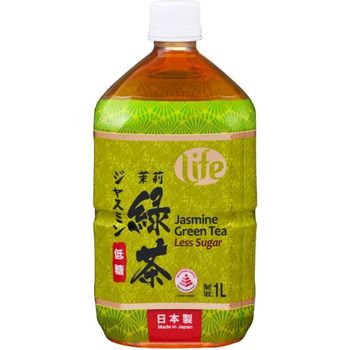 life
茉莉
緑茶
ジャスミン
低糖
Jasmine
Green Tea
Less Sugar
Net
Vol. 1L
日本製
Made in Japan